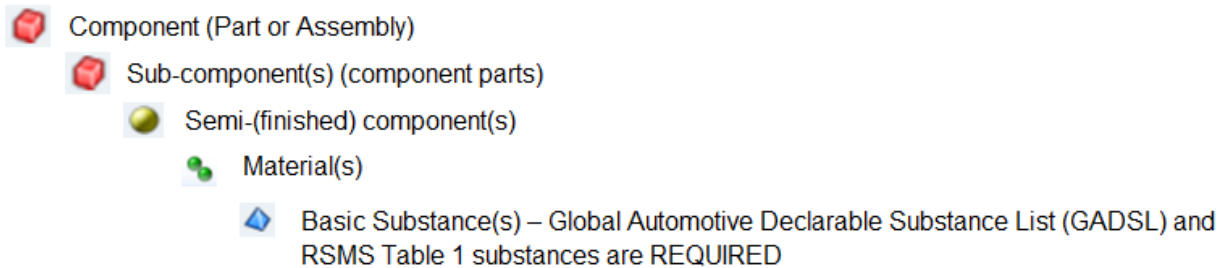 Component (Part or Assembly)
Sub-component(s) (component parts)
Semi-(finished) component(s)
Material(s)
Basic Substance(s) – Global Automotive Declarable Substance List (GADSL) and
RSMS Table 1 substances are REQUIRED